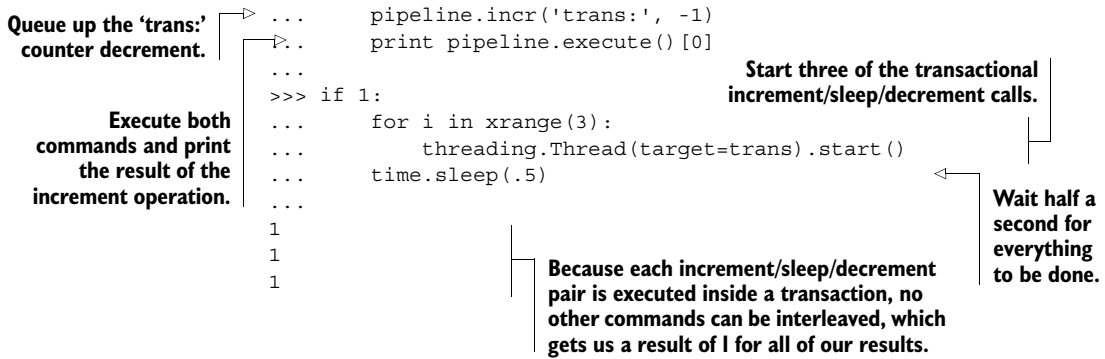 Queue up the ‘trans:’
counter decrement.
...     pipeline.incr('trans:', -1)
...     print pipeline.execute()[0]
...
Start three of the transactional
increment/sleep/decrement calls.
>>> if 1:
Execute both
commands and print
the result of the
increment operation.
...     for i in xrange(3):
...         threading.Thread(target=trans).start()
...     time.sleep(.5)
...
Wait half a
second for
everything
to be done.
1
1
1
Because each increment/sleep/decrement
pair is executed inside a transaction, no
other commands can be interleaved, which
gets us a result of 1 for all of our results.